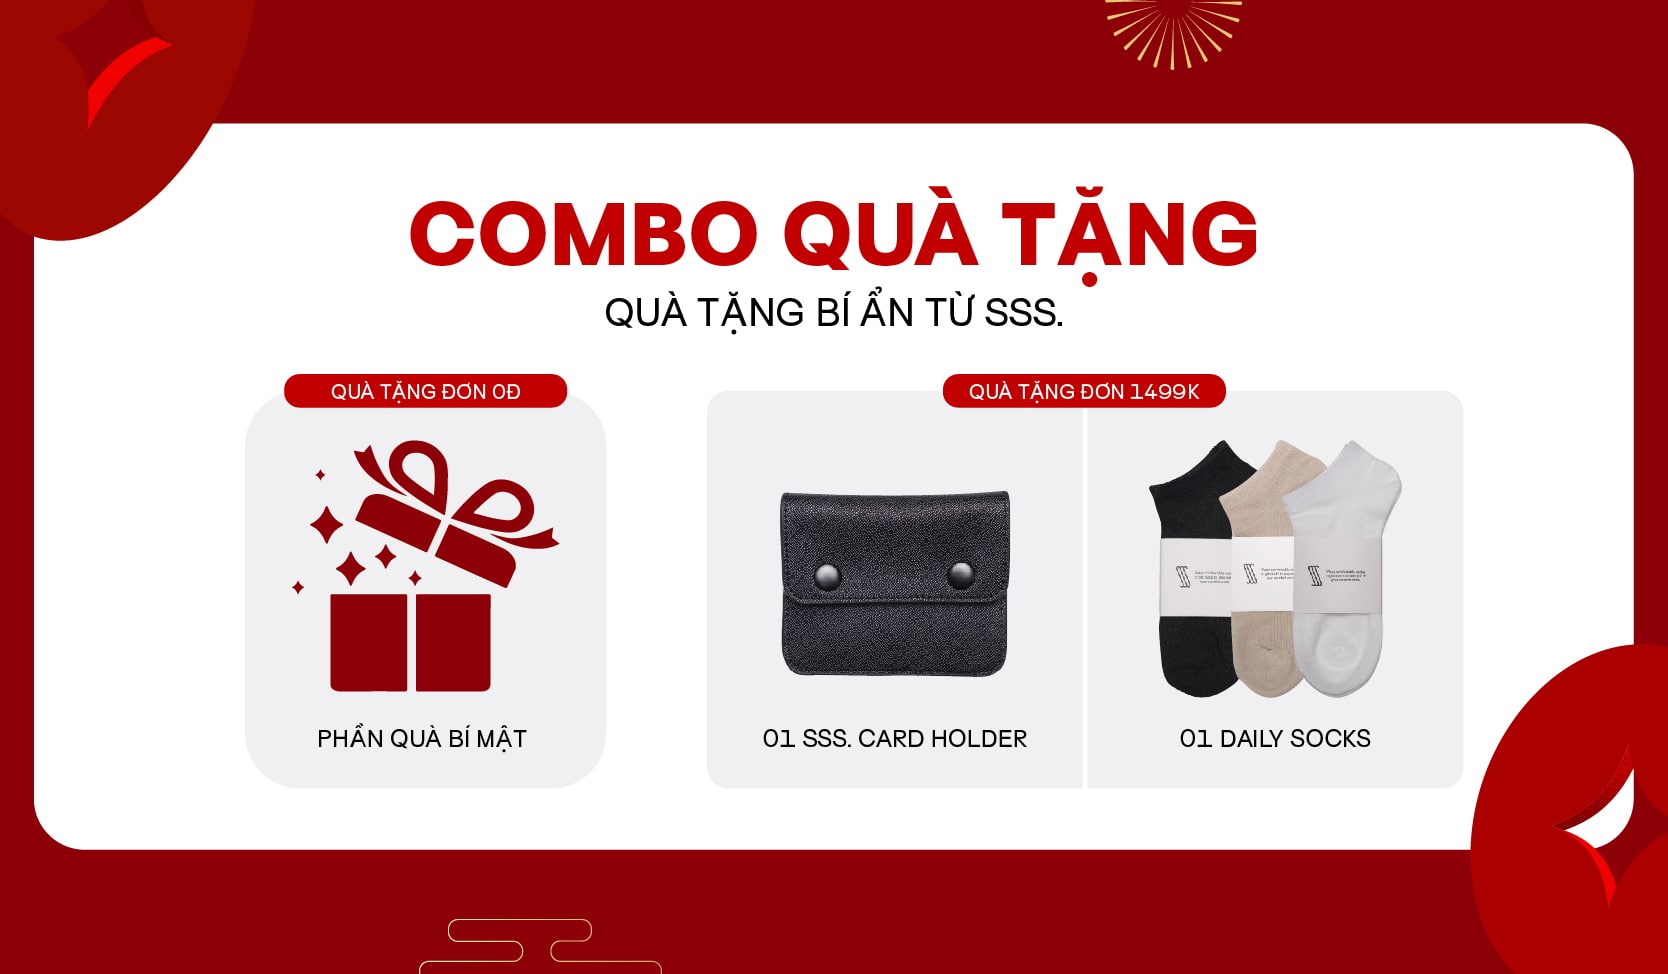 COMBO QUÀ TẶNG
QUÀ TẶNG BÍ ẨN TỪ SSS.
QUÀ TẶNG ĐƠN 0Đ
QUÀ TẶNG ĐƠN 1499K
PHẦN QUÀ BÍ MẬT
01 SSS. CARD HOLDER
01 DAILY SOCKS